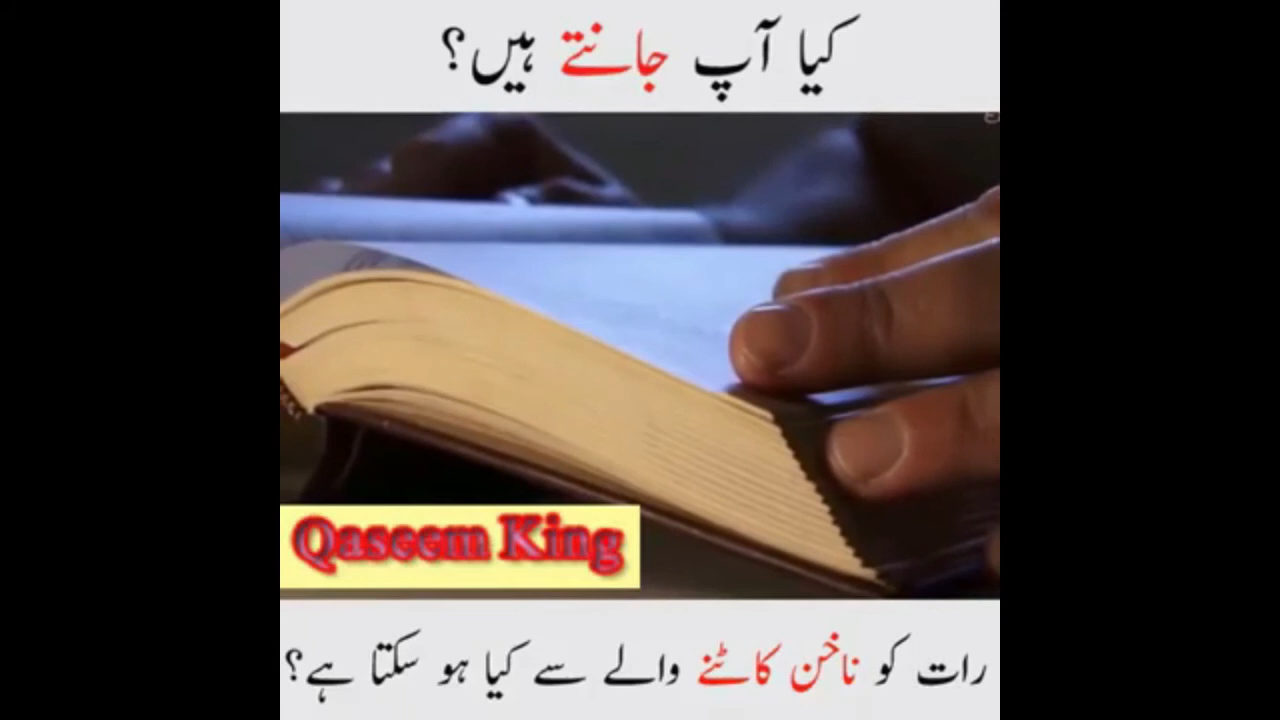 کیا آپ جانتے ہیں؟
Qaseem King
رات کو ناخن کاٹنے والے سے کیا ہو سکتا ہے؟